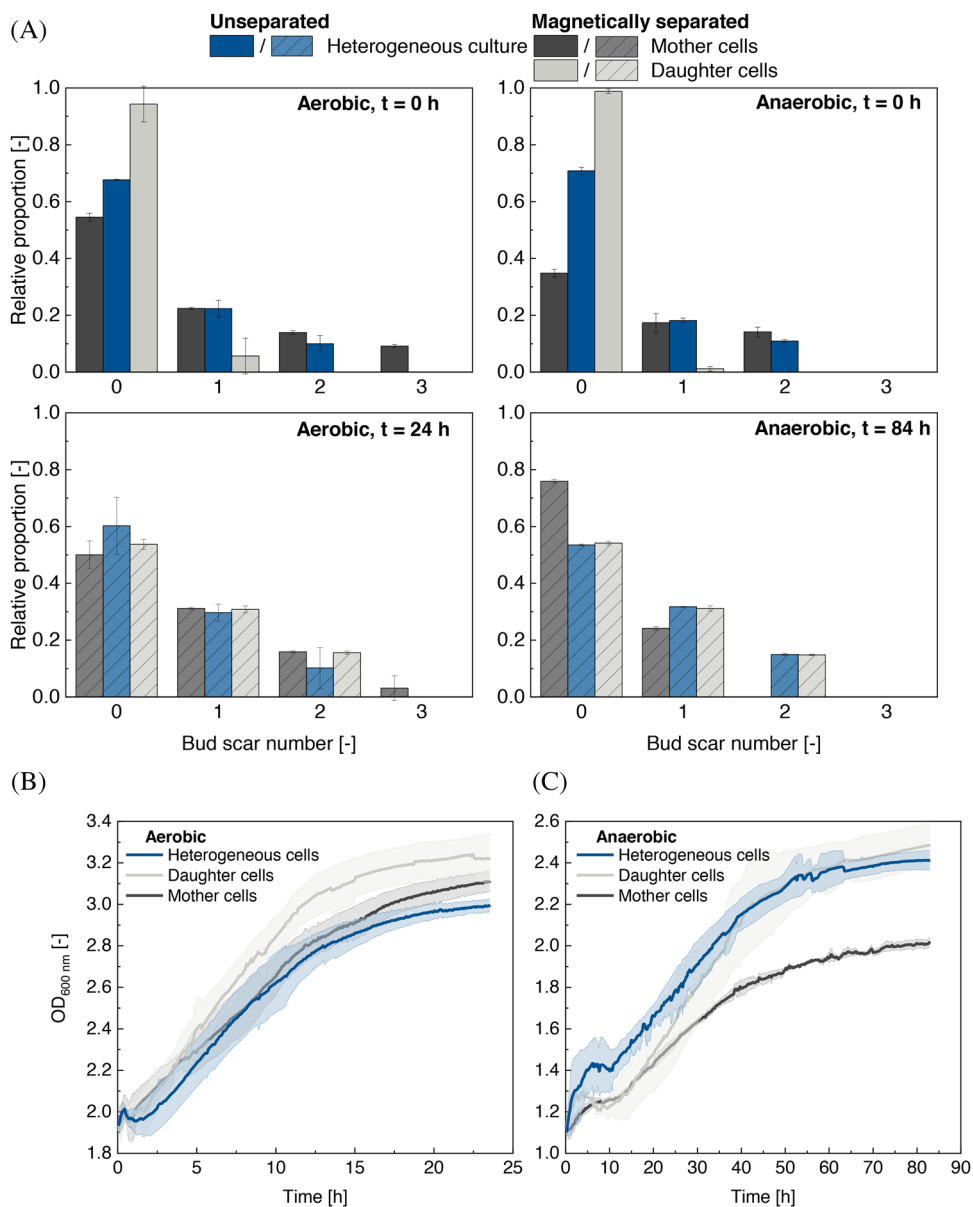 (A)
Unseparated
/ Heterogeneous culture
Magnetically separated
/ Mother cells
/ Daughter cells
Aerobic, t = 0 h
1.0
0.8
0.6
0.4
0.2
0.0
Relative proportion [-]
0 1 2 3
Anaerobic, t = 0 h
1.0
0.8
0.6
0.4
0.2
0.0
0 1 2 3
Aerobic, t = 24 h
1.0
0.8
0.6
0.4
0.2
0.0
Relative proportion [-]
0 1 2 3
Bud scar number [-]
Anaerobic, t = 84 h
1.0
0.8
0.6
0.4
0.2
0.0
0 1 2 3
Bud scar number [-]
(B)
Aerobic
Heterogeneous cells
Daughter cells
Mother cells
3.4
3.2
3.0
2.8
2.6
2.4
2.2
2.0
1.8
OD600 nm [-]
0 5 10 15 20 25
Time [h]
(C)
Anaerobic
Heterogeneous cells
Daughter cells
Mother cells
2.6
2.4
2.2
2.0
1.8
1.6
1.4
1.2
1.0
0 10 20 30 40 50 60 70 80 90
Time [h]